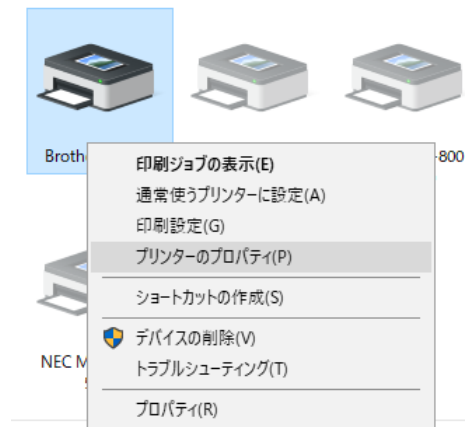 Broth
-800
印刷ジョブの表示(E)
通常使うプリンターに設定(A)
印刷設定(G)
プリンターのプロパティ(P)
ショートカットの作成(S)
デバイスの削除(V)
トラブルシューティング(T)
プロパティ(R)
NEC M